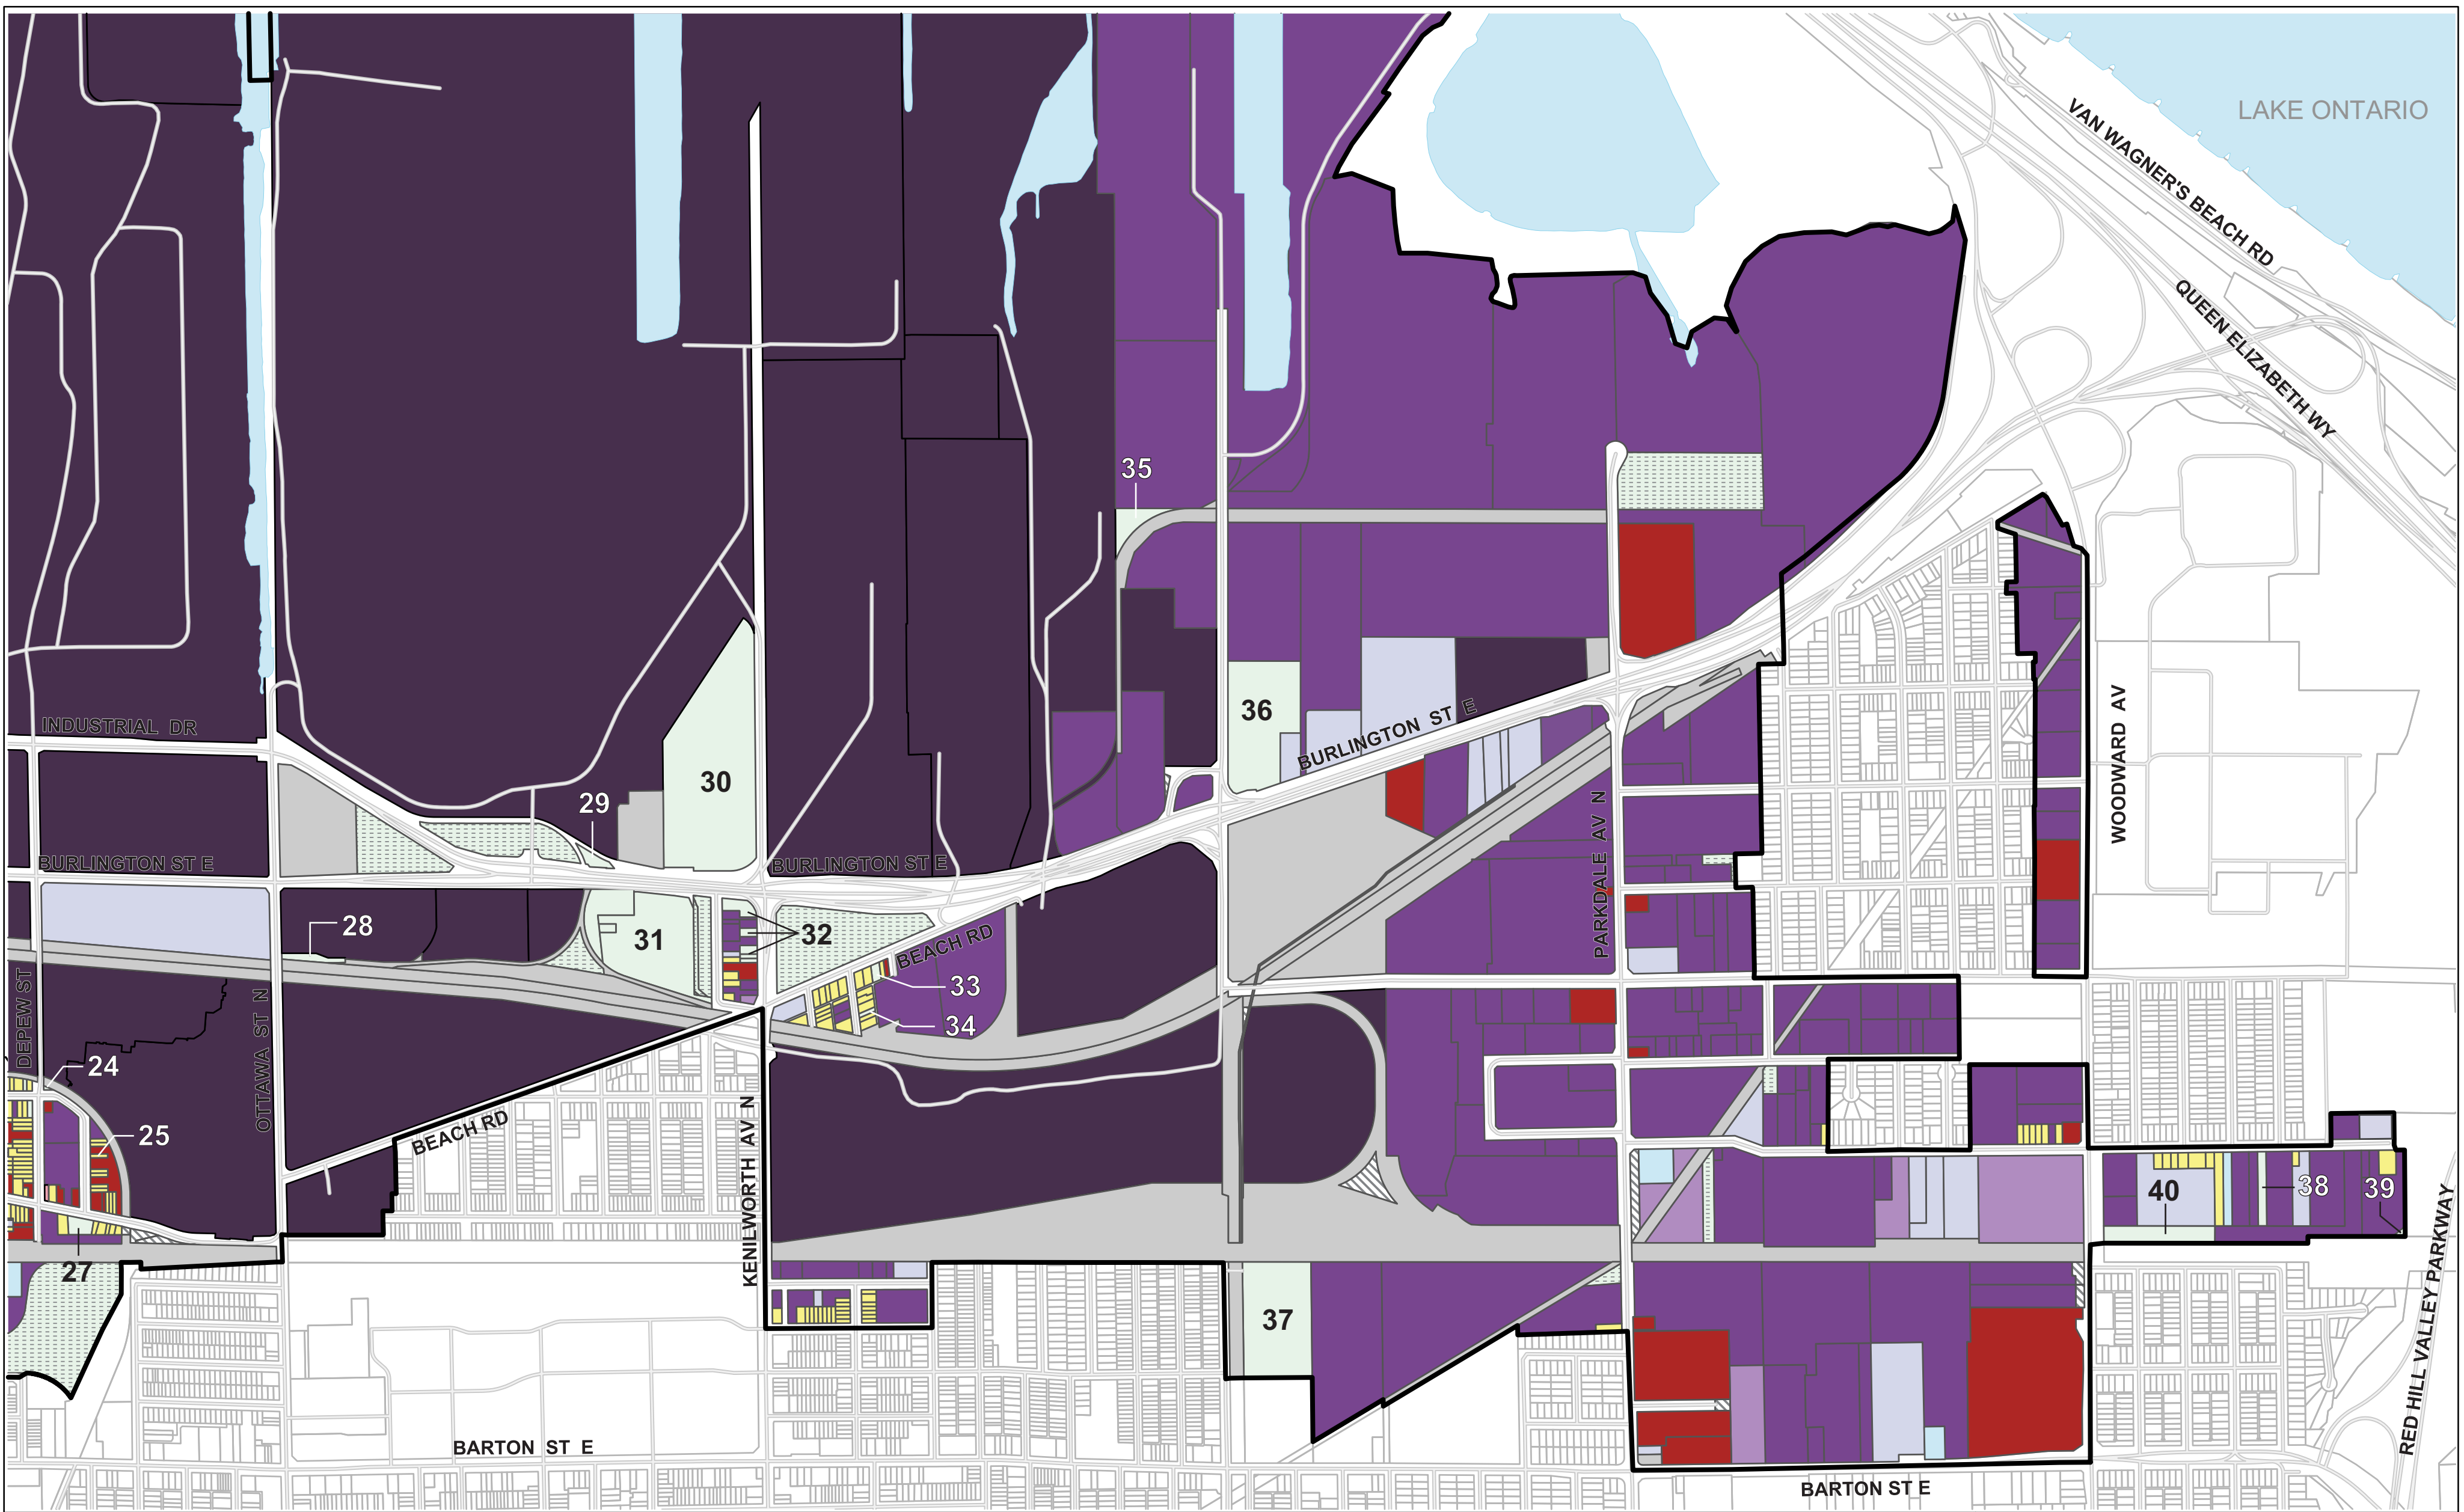 LAKE ONTARIO
VAN WAGNER'S BEACH RD
QUEEN ELIZABETH WY
35
36
BURLINGTON ST E
INDUSTRIAL DR
30
29
WOODWARD AV
PARKDALE AV N
BURLINGTON ST E
BURLINGTON ST E
28
31
32
BEACH RD
33
34
DEPEW ST
OTTAWA ST N
24
25
BEACH RD
KENILWORTH AV N
40
38
39
27
37
RED HILL VALLEY PARKWAY
BARTON ST E
BARTON ST E